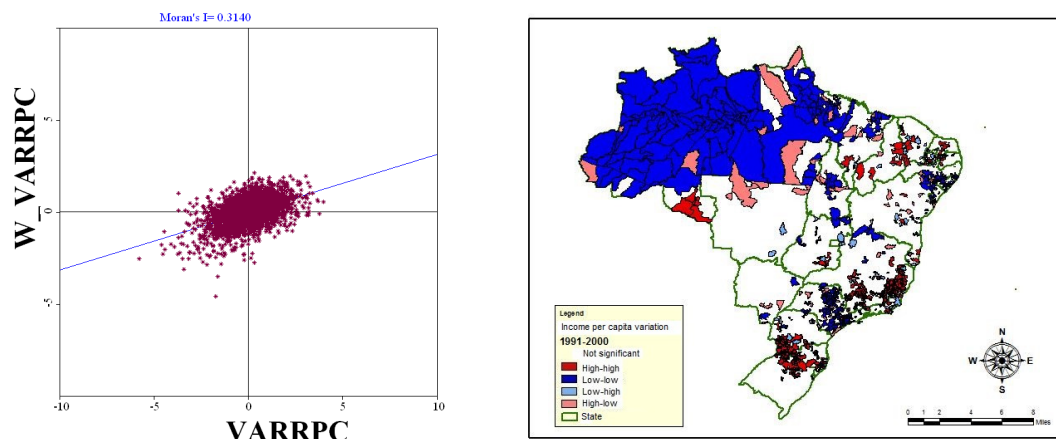 Moran's I= 0.3140
5
0
-5
-10
-5
0
5
10
W_VARRPC
VARRPC
Legend
Income per capita variation
1991-2000
Not significant
High-high
Low-low
Low-high
High-low
State
N
W
E
S
0 1 2 4 6 8
Miles